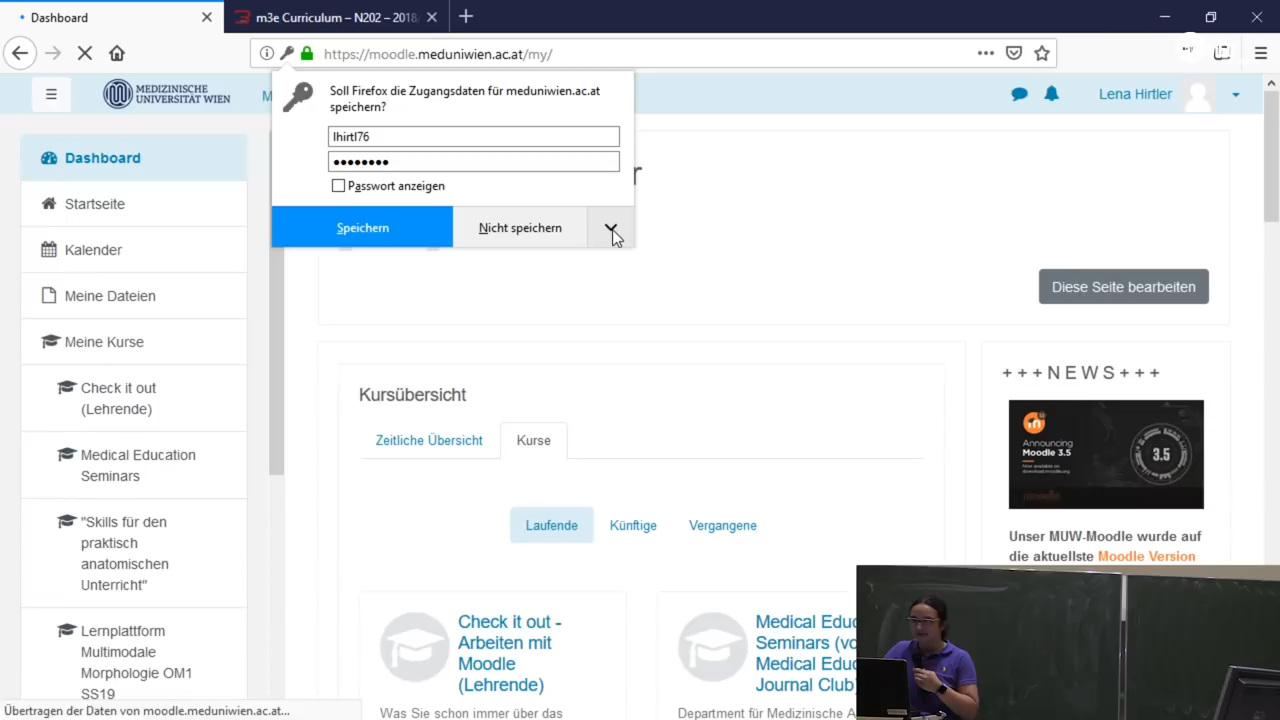 Dashboard
m3e Curriculum – N202 – 2018
https://moodle.meduniwien.ac.at/my/
Soll Firefox die Zugangsdaten für meduniwien.ac.at
speichern?
lhirtl76
Passwort anzeigen
Speichern
Nicht speichern
MEDIZINISCHE
UNIVERSITÄT WIEN
M
Lena Hirtler
r
Dashboard
Startseite
Kalender
Meine Dateien
Meine Kurse
Check it out
(Lehrende)
Medical Education
Seminars
"Skills für den
praktisch
anatomischen
Unterricht"
Lernplattform
Multimodale
Morphologie OM1
SS19
Diese Seite bearbeiten
Kursübersicht
Zeitliche Übersicht
Kurse
Laufende
Künftige
Vergangene
Check it out -
Arbeiten mit
Moodle
(Lehrende)
Was Sie schon immer über das
Medical Edu
Seminars (vo
Medical Edu
Journal Club)
Department für Medizinische A
+ + + N E W S + + +
Announcing
Moodle 3.5
3.5
Unser MUW-Moodle wurde auf
die aktuellste Moodle Version
Übertragen der Daten von moodle.meduniwien.ac.at...